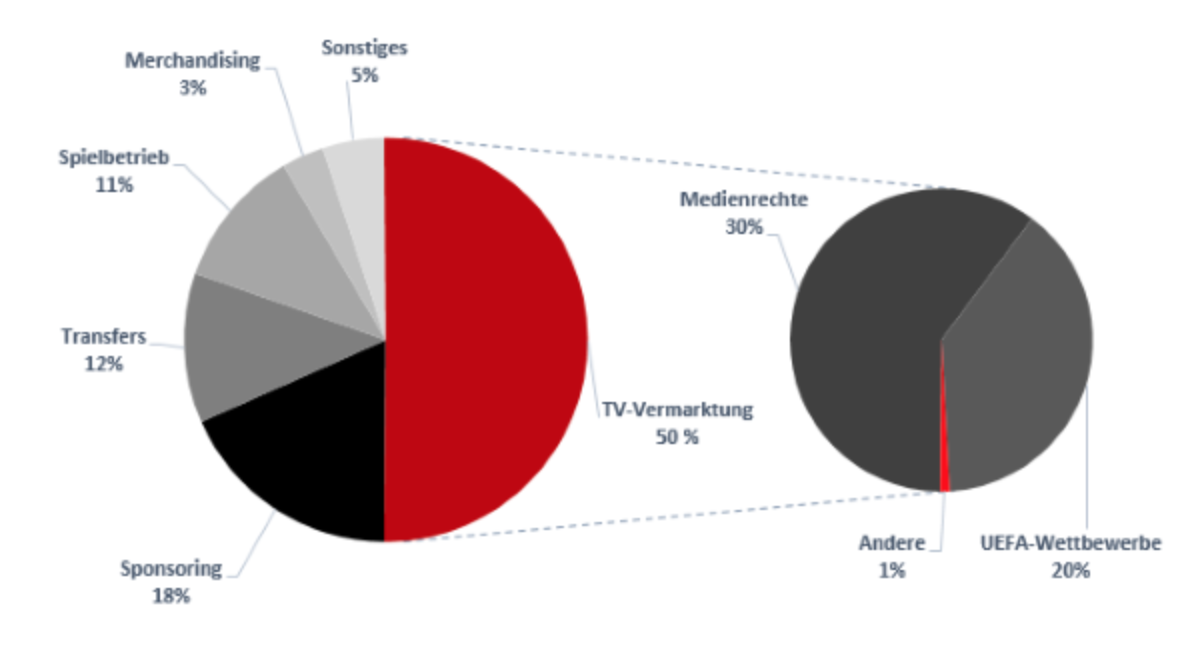 Sonstiges
5%
Merchandising
3%
Spielbetrieb
11%
Medienrechte
30%
Transfers
12%
TV-Vermarktung
50 %
Andere
1%
UEFA-Wettbewerbe
20%
Sponsoring
18%